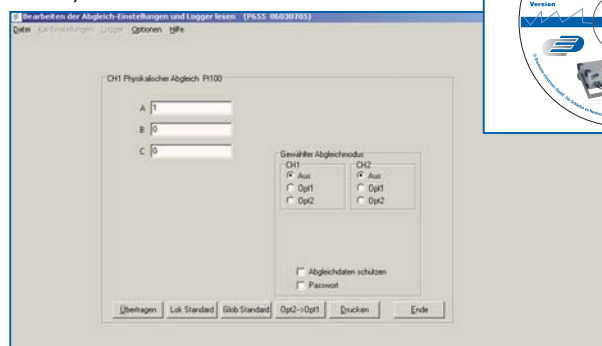 Bearbeiten der Abgleich-Einstellungen und Logger lesen (P655 06030705)
Datei Kal-Einstellungen Logger Optionen Hilfe
CH1 Physikalischer Abgleich Pt100
A 1
B 0
C 0
Gewählter Abgleichmodus
CH1 CH2
Aus Aus
Opt1 Opt1
Opt2 Opt2
Abgleichdaten schützen
Passwort
Übertragen Lok Standard Glob Standard Opt2->Opt1 Drucken Ende
Version